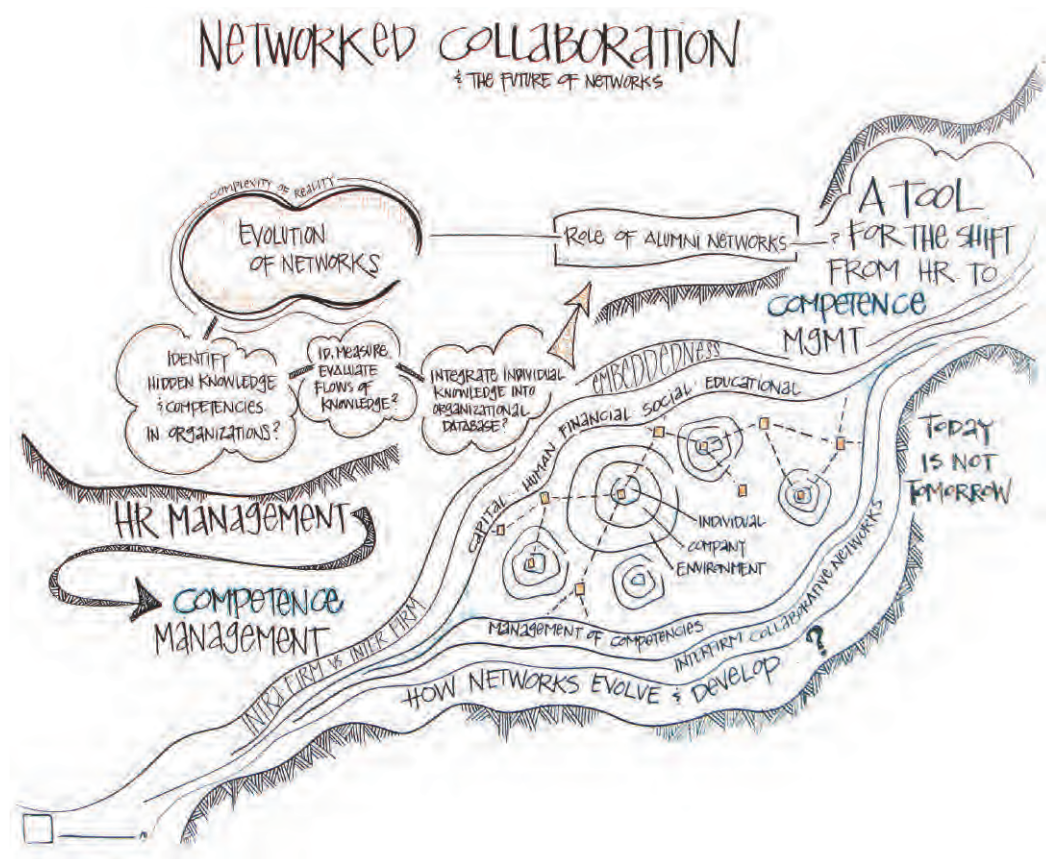 NETWORKED COLLABORATION
& THE FUTURE OF NETWORKS
COMPLEXITY OF REALITY
EVOLUTION
OF NETWORKS
ROLE OF ALUMNI NETWORKS
A TOOL
? FOR THE SHIFT
FROM HR TO
COMPETENCE
MGMT
IDENTIFY
HIDDEN KNOWLEDGE
& COMPETENCIES
IN ORGANIZATIONS?
ID, MEASURE
EVALUATE
FLOWS OF
KNOWLEDGE?
INTEGRATE INDIVIDUAL
KNOWLEDGE INTO
ORGANIZATIONAL
DATABASE?
EMBEDDEDNESS
CAPITAL: HUMAN FINANCIAL SOCIAL EDUCATIONAL
TODAY
IS NOT
TOMORROW
HR MANAGEMENT
COMPETENCE
MANAGEMENT
INDIVIDUAL
COMPANY
ENVIRONMENT
INTRA FIRM VS INTER FIRM
MANAGEMENT OF COMPETENCIES
INTERFIRM COLLABORATIVE NETWORKS
HOW NETWORKS EVOLVE & DEVELOP ?